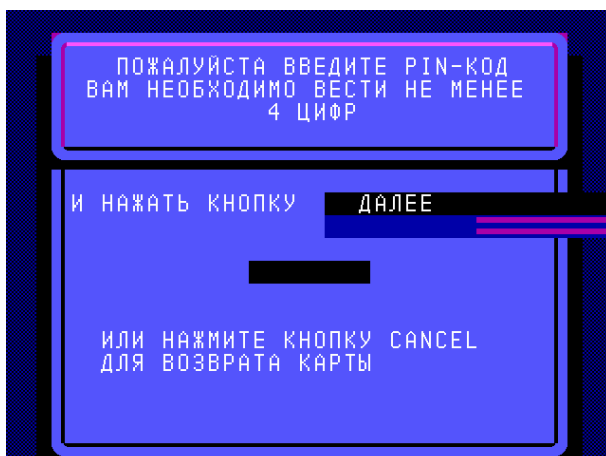 ПОЖАЛУЙСТА ВВЕДИТЕ PIN-КОД
ВАМ НЕОБХОДИМО ВЕСТИ НЕ МЕНЕЕ
4 ЦИФР
И НАЖАТЬ КНОПКУ ДАЛЕЕ
ИЛИ НАЖМИТЕ КНОПКУ CANCEL
ДЛЯ ВОЗВРАТА КАРТЫ